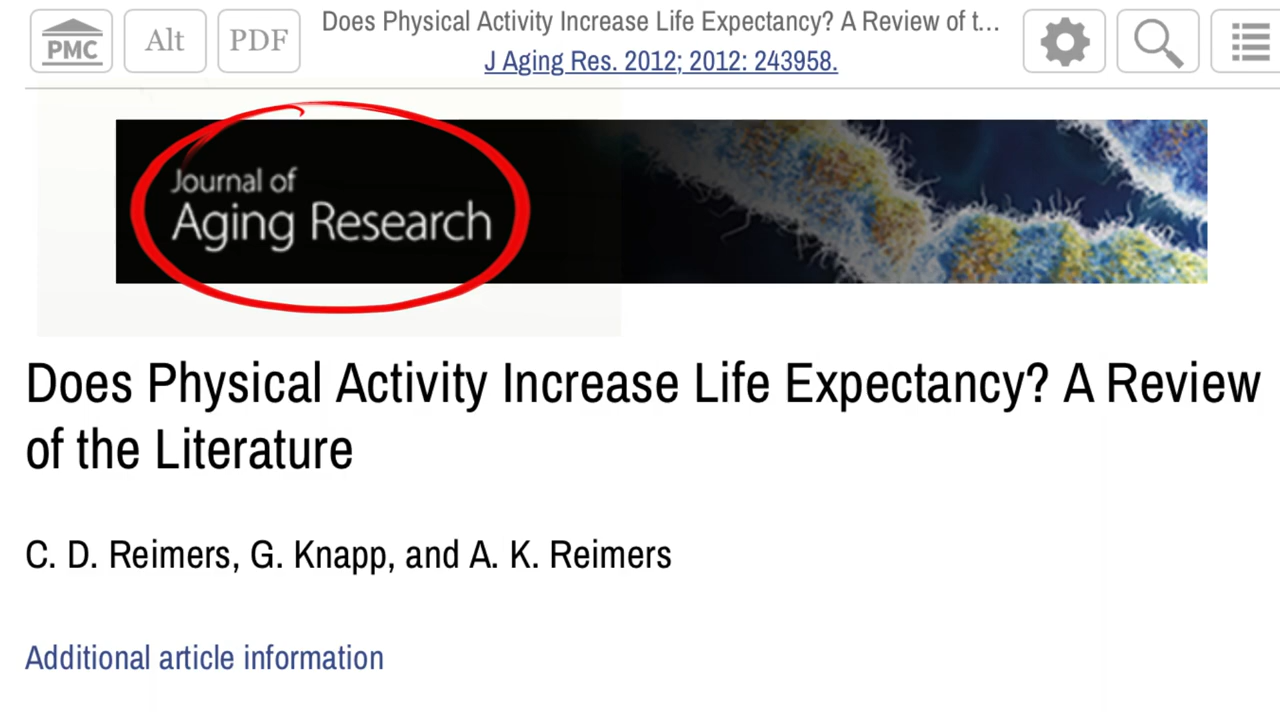 PMC
Alt
PDF
Does Physical Activity Increase Life Expectancy? A Review of t...
J Aging Res. 2012; 2012: 243958.
Journal of
Aging Research
Does Physical Activity Increase Life Expectancy? A Review
of the Literature
C. D. Reimers, G. Knapp, and A. K. Reimers
Additional article information